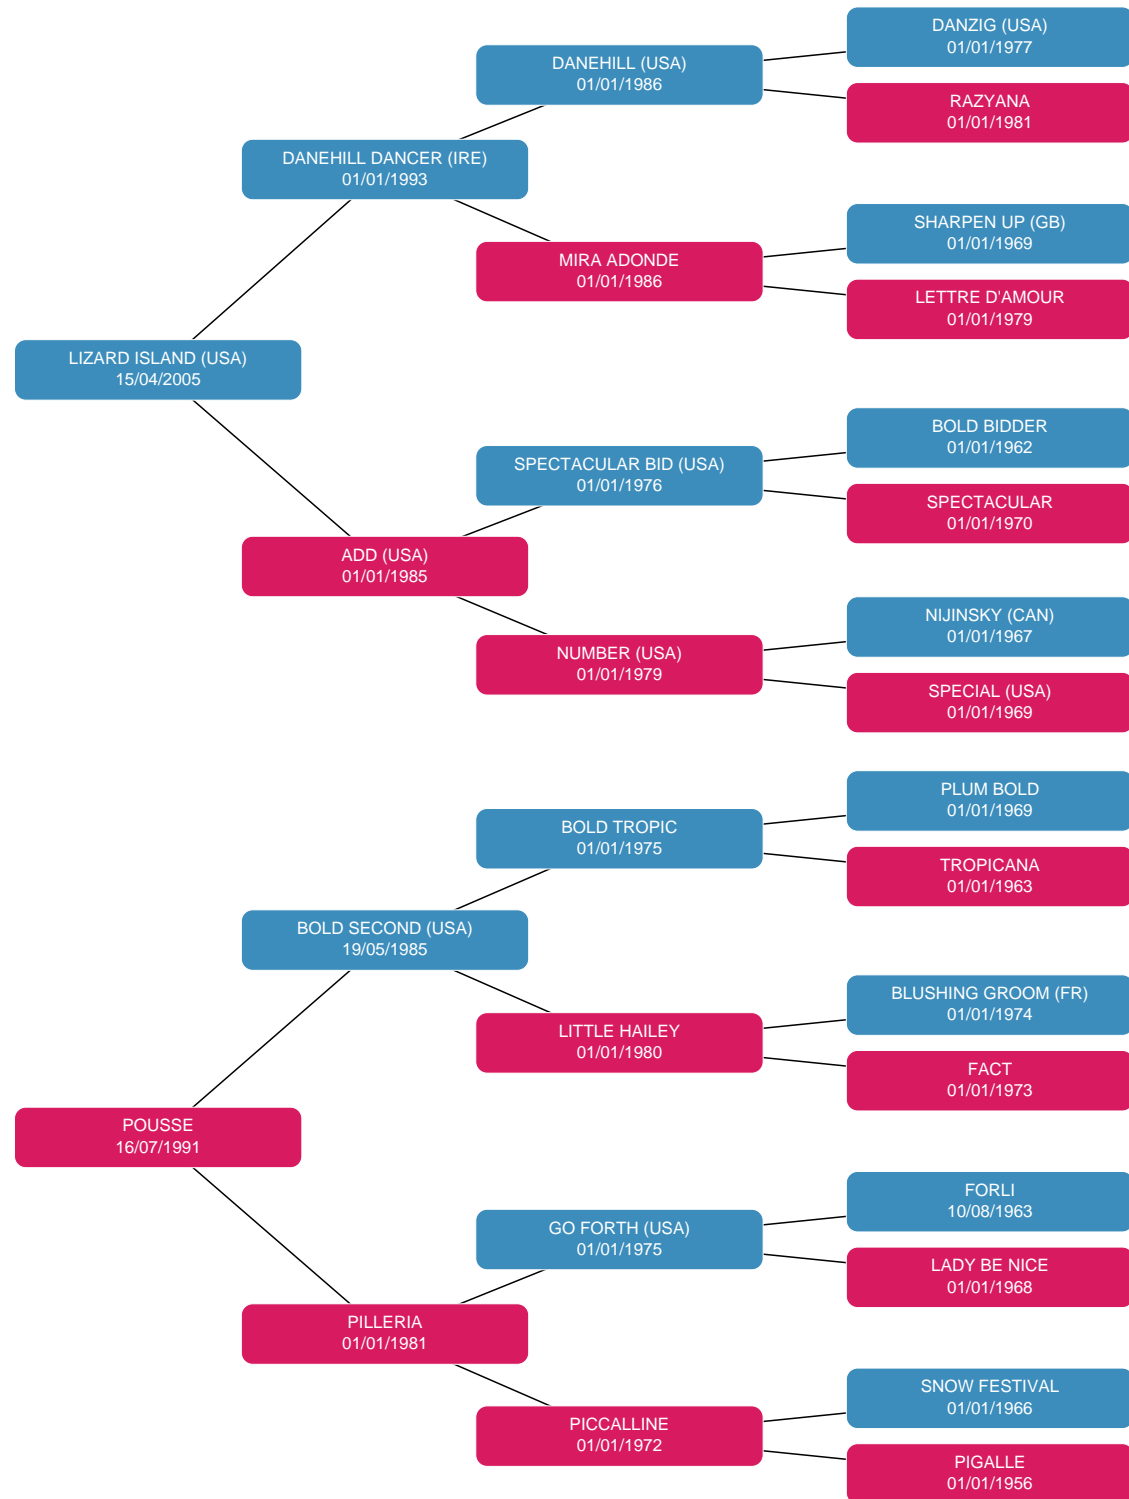 DANZIG (USA)
01/01/1977
DANEHILL (USA)
01/01/1986
RAZYANA
01/01/1981
DANEHILL DANCER (IRE)
01/01/1993
SHARPEN UP (GB)
01/01/1969
MIRA ADONDE
01/01/1986
LETTRE D'AMOUR
01/01/1979
LIZARD ISLAND (USA)
15/04/2005
BOLD BIDDER
01/01/1962
SPECTACULAR BID (USA)
01/01/1976
SPECTACULAR
01/01/1970
ADD (USA)
01/01/1985
NIJINSKY (CAN)
01/01/1967
NUMBER (USA)
01/01/1979
SPECIAL (USA)
01/01/1969
PLUM BOLD
01/01/1969
BOLD TROPIC
01/01/1975
TROPICANA
01/01/1963
BOLD SECOND (USA)
19/05/1985
BLUSHING GROOM (FR)
01/01/1974
LITTLE HAILEY
01/01/1980
FACT
01/01/1973
POUSSE
16/07/1991
FORLI
10/08/1963
GO FORTH (USA)
01/01/1975
LADY BE NICE
01/01/1968
PILLERIA
01/01/1981
SNOW FESTIVAL
01/01/1966
PICCALLINE
01/01/1972
PIGALLE
01/01/1956